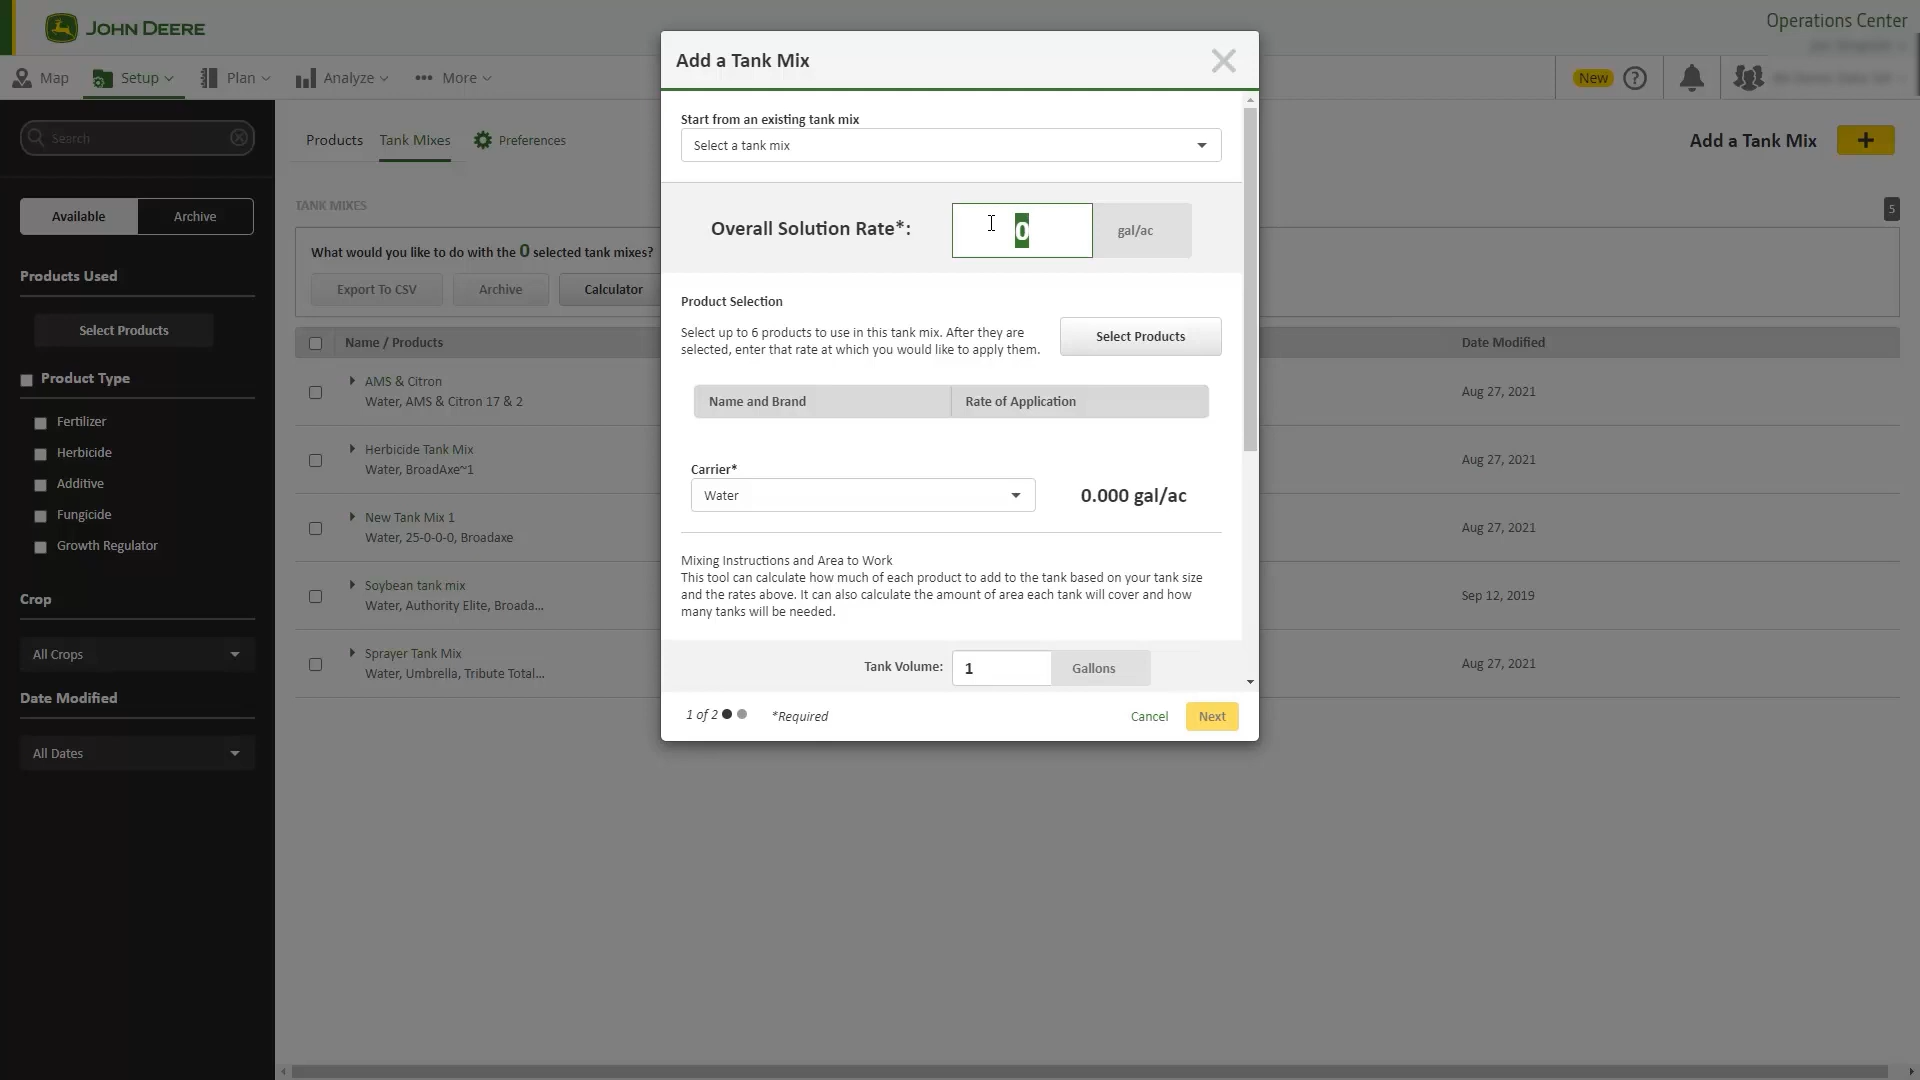 JOHN DEERE
Operations Center
Map
Setup
Plan
Analyze
More
New
?
Search
Products
Tank Mixes
Preferences
Add a Tank Mix
+
Available
Archive
Products Used
Select Products
Product Type
Fertilizer
Herbicide
Additive
Fungicide
Growth Regulator
Crop
All Crops
Date Modified
All Dates
TANK MIXES
5
What would you like to do with the 0 selected tank mixes?
Export To CSV
Archive
Calculator
Name / Products
Date Modified
AMS & Citron
Water, AMS & Citron 17 & 2
Aug 27, 2021
Herbicide Tank Mix
Water, BroadAxe~1
Aug 27, 2021
New Tank Mix 1
Water, 25-0-0-0, Broadaxe
Aug 27, 2021
Soybean tank mix
Water, Authority Elite, Broada...
Sep 12, 2019
Sprayer Tank Mix
Water, Umbrella, Tribute Total...
Aug 27, 2021
Add a Tank Mix
Start from an existing tank mix
Select a tank mix
Overall Solution Rate*:
0
gal/ac
Product Selection
Select up to 6 products to use in this tank mix. After they are
selected, enter that rate at which you would like to apply them.
Select Products
Name and Brand
Rate of Application
Carrier*
Water
0.000 gal/ac
Mixing Instructions and Area to Work
This tool can calculate how much of each product to add to the tank based on your tank size
and the rates above. It can also calculate the amount of area each tank will cover and how
many tanks will be needed.
Tank Volume:
1
Gallons
1 of 2
*Required
Cancel
Next